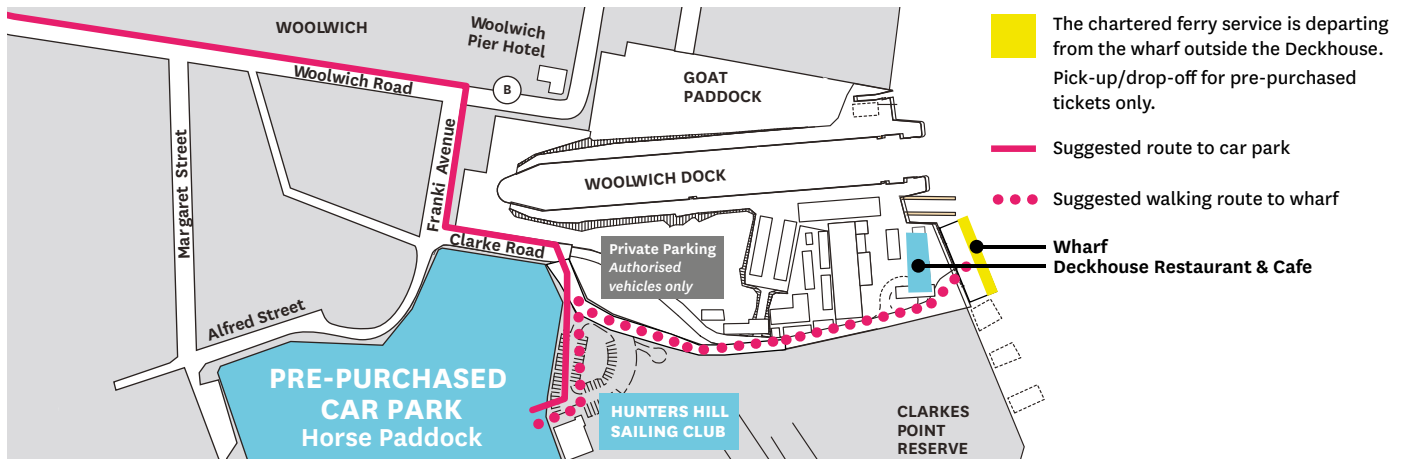 WOOLWICH
Woolwich
Pier Hotel
Woolwich Road
B
GOAT
PADDOCK
Margaret Street
Franki Avenue
WOOLWICH DOCK
Clarke Road
Private Parking
Authorised
vehicles only
Alfred Street
PRE-PURCHASED
CAR PARK
Horse Paddock
HUNTERS HILL
SAILING CLUB
CLARKES
POINT
RESERVE
The chartered ferry service is departing
from the wharf outside the Deckhouse.
Pick-up/drop-off for pre-purchased
tickets only.
Suggested route to car park
Suggested walking route to wharf
Wharf
Deckhouse Restaurant & Cafe